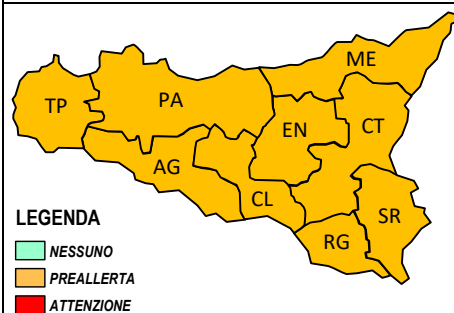 ME
TP
PA
EN
CT
AG
CL
SR
RG
LEGENDA
NESSUNO
PREALLERTA
ATTENZIONE